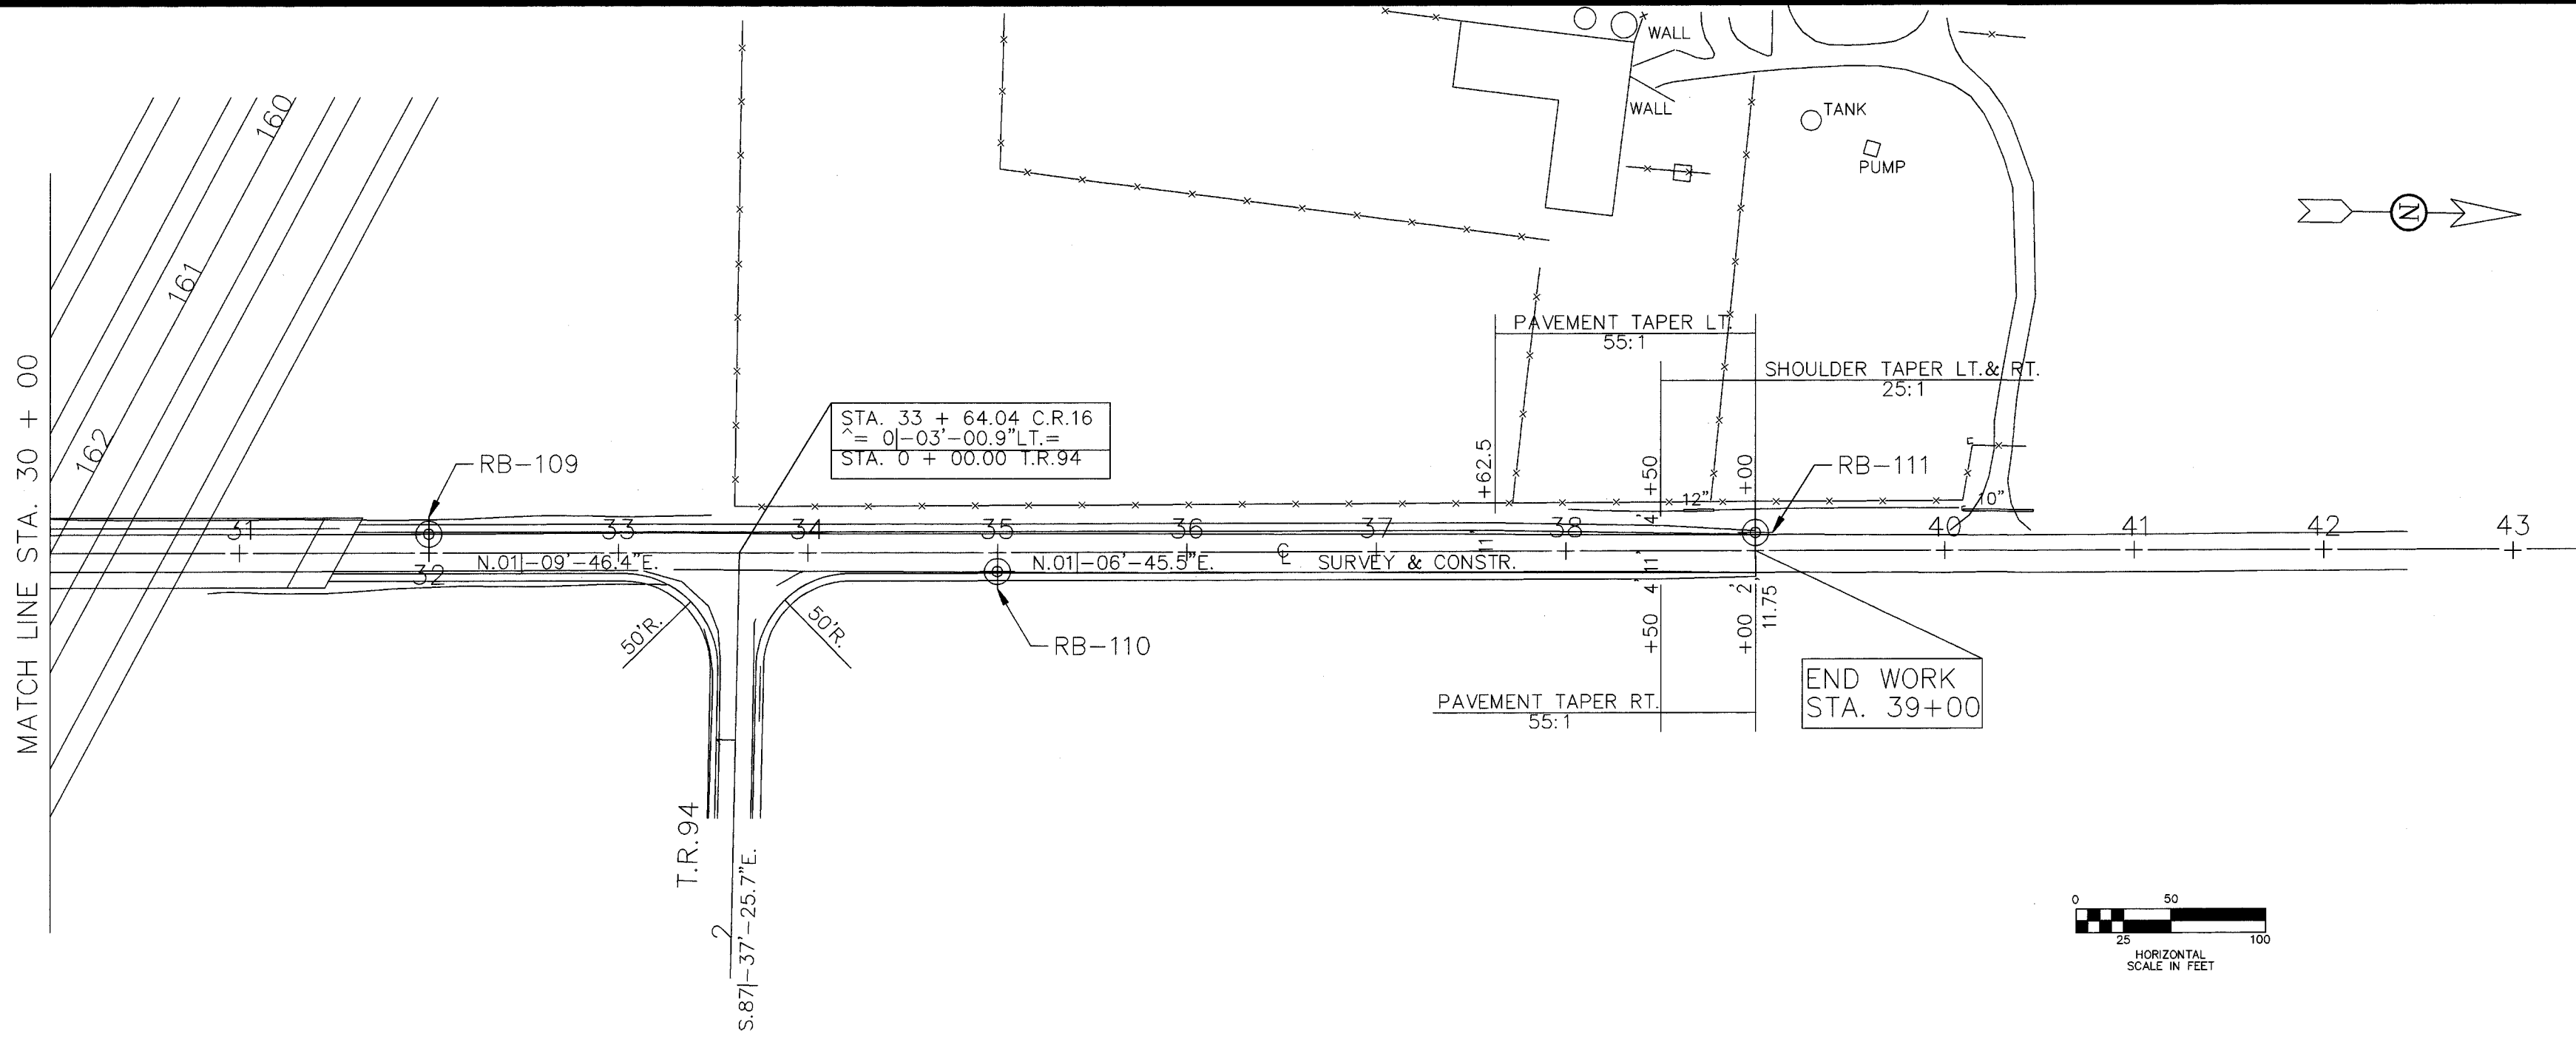 MATCH LINE STA. 30 + 00
160
161
162
WALL
WALL
TANK
PUMP
N
PAVEMENT TAPER LT.
55:1
SHOULDER TAPER LT.& RT.
25:1
STA. 33 + 64.04 C.R.16
^= 0|-03'-00.9"LT.=
STA. 0 + 00.00 T.R.94
RB-109
RB-111
+62.5
+50
+00
12"
10"
4'
31
32
33
34
35
36
37
38
40
41
42
43
11'
11'
N.01|-09'-46.4"E.
N.01|-06'-45.5"E.
℄ SURVEY & CONSTR.
4'
2'
11.75
50'R.
50'R.
RB-110
+50
+00
END WORK
STA. 39+00
PAVEMENT TAPER RT.
55:1
T.R.94
2
S.87|-37'-25.7"E.
0 50
25 100
HORIZONTAL
SCALE IN FEET